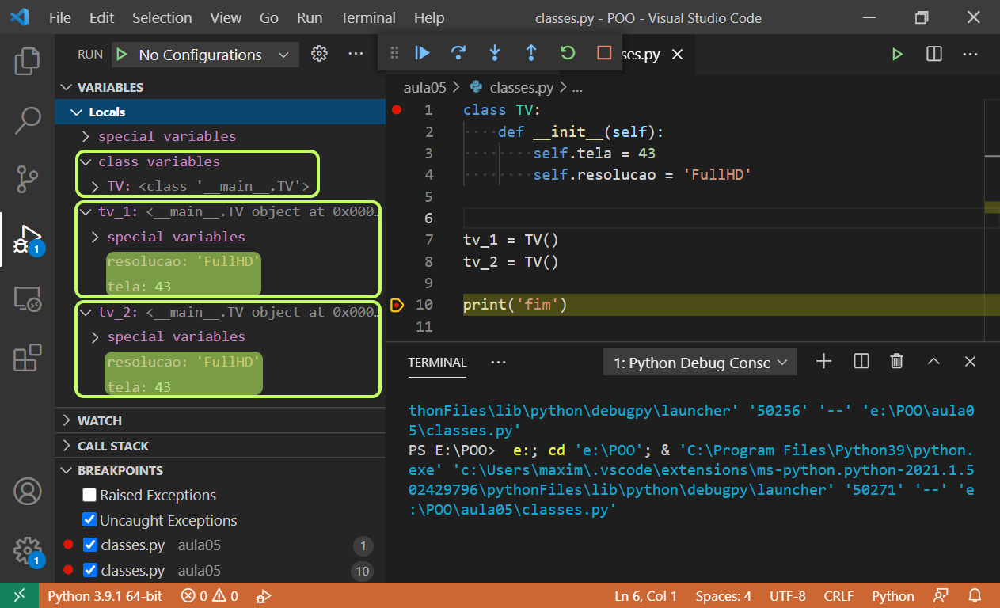 File Edit Selection View Go Run Terminal Help classes.py - POO - Visual Studio Code
RUN No Configurations
ses.py
VARIABLES
Locals
special variables
class variables
TV: <class '__main__.TV'>
tv_1: <__main__.TV object at 0x000…
special variables
resolucao: 'FullHD'
tela: 43
tv_2: <__main__.TV object at 0x000…
special variables
resolucao: 'FullHD'
tela: 43
WATCH
CALL STACK
BREAKPOINTS
Raised Exceptions
Uncaught Exceptions
classes.py aula05 1
classes.py aula05 10
1
1
aula05 > classes.py > ...
1 class TV:
2 def __init__(self):
3 self.tela = 43
4 self.resolucao = 'FullHD'
5
6
7 tv_1 = TV()
8 tv_2 = TV()
9
10 print('fim')
11
TERMINAL ··· 1: Python Debug Consc
thonFiles\lib\python\debugpy\launcher' '50256' '--' 'e:\POO\aula0
5\classes.py'
PS E:\POO>  e:; cd 'e:\POO'; & 'C:\Program Files\Python39\python.
exe' 'c:\Users\maxim\.vscode\extensions\ms-python.python-2021.1.5
02429796\pythonFiles\lib\python\debugpy\launcher' '50271' '--' 'e
:\POO\aula05\classes.py'
Python 3.9.1 64-bit 0 0 Ln 6, Col 1 Spaces: 4 UTF-8 CRLF Python